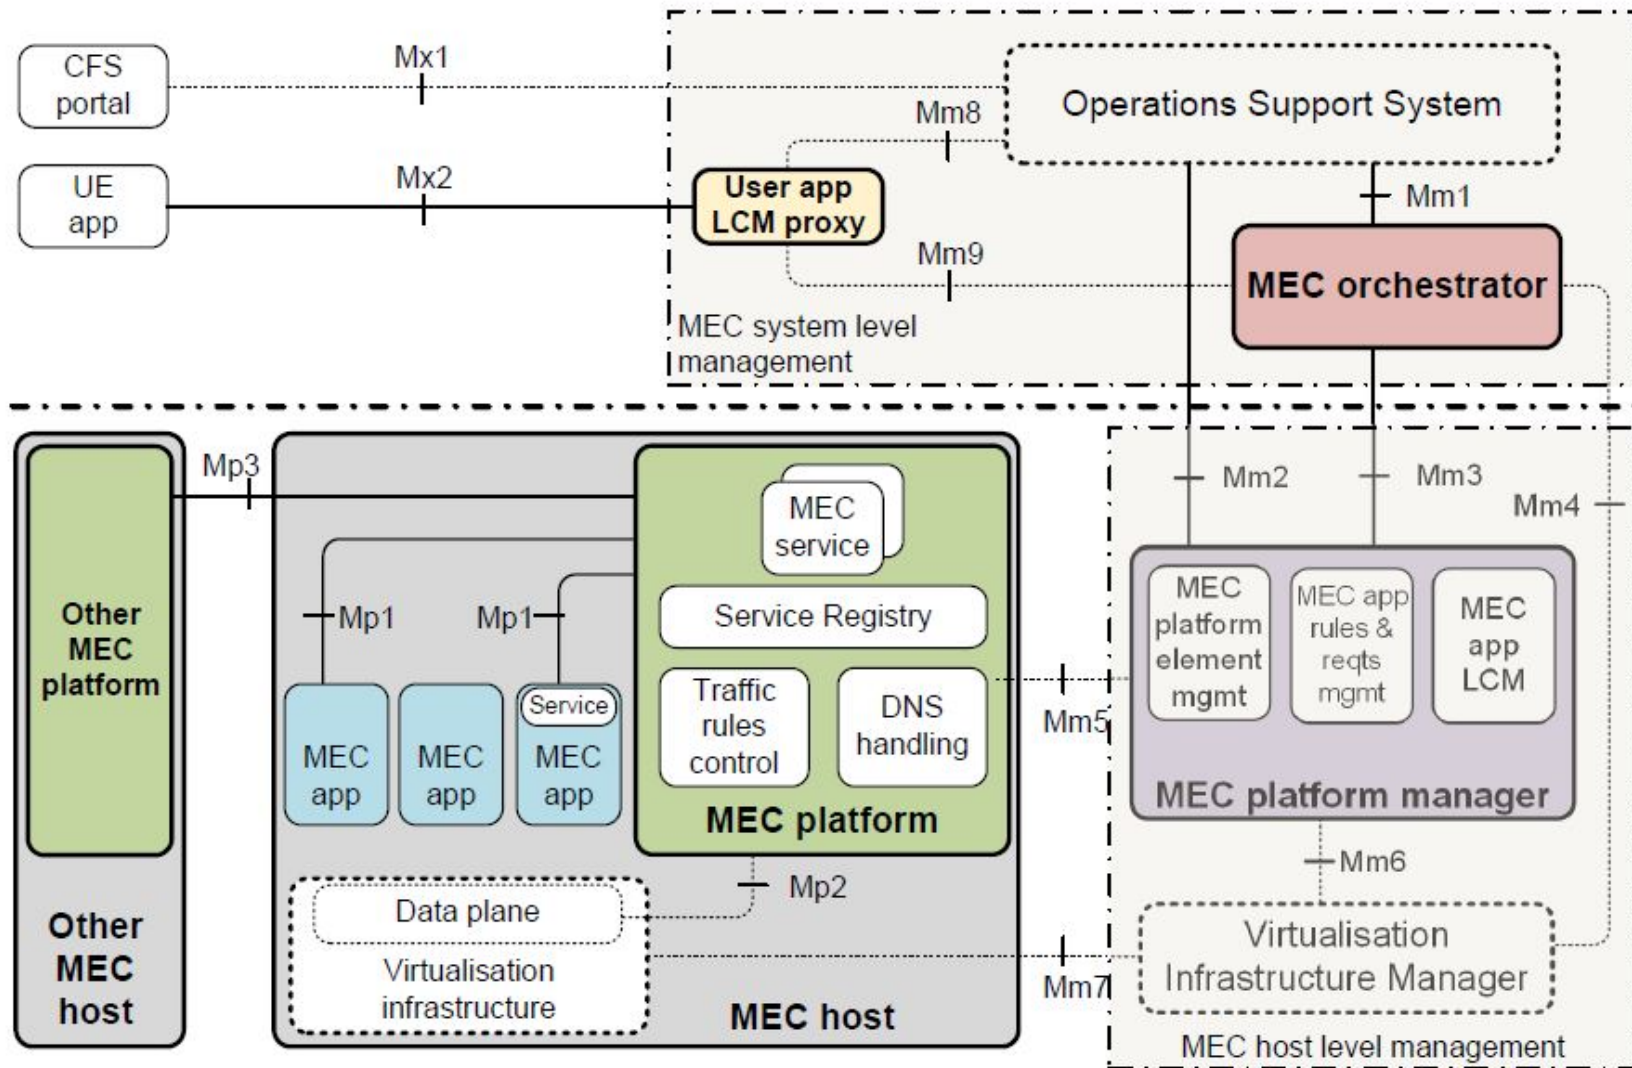 CFS
portal
Mx1
Operations Support System
Mm8
UE
app
Mx2
User app
LCM proxy
Mm1
Mm9
MEC orchestrator
MEC system level
management
Mp3
Mm2
Mm3
Mm4
Other
MEC
platform
Other
MEC
host
Mp1
Mp1
MEC
app
MEC
app
Service
MEC
app
MEC
service
Service Registry
Traffic
rules
control
DNS
handling
MEC platform
Mp2
Data plane
Virtualisation
infrastructure
MEC host
Mm5
Mm7
MEC
platform
element
mgmt
MEC app
rules &
reqts
mgmt
MEC
app
LCM
MEC platform manager
Mm6
Virtualisation
Infrastructure Manager
MEC host level management